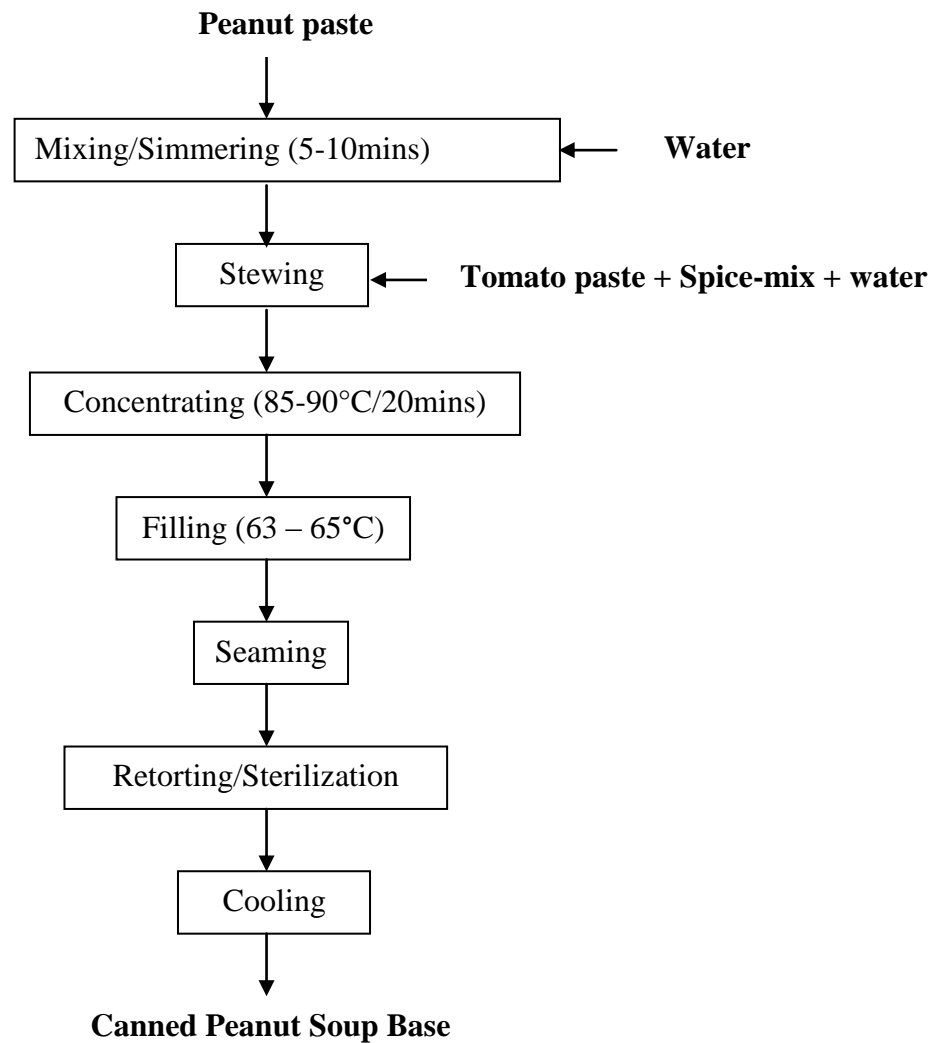 Peanut paste
Mixing/Simmering (5-10mins)
Water
Stewing
Tomato paste + Spice-mix + water
Concentrating (85-90°C/20mins)
Filling (63 – 65°C)
Seaming
Retorting/Sterilization
Cooling
Canned Peanut Soup Base